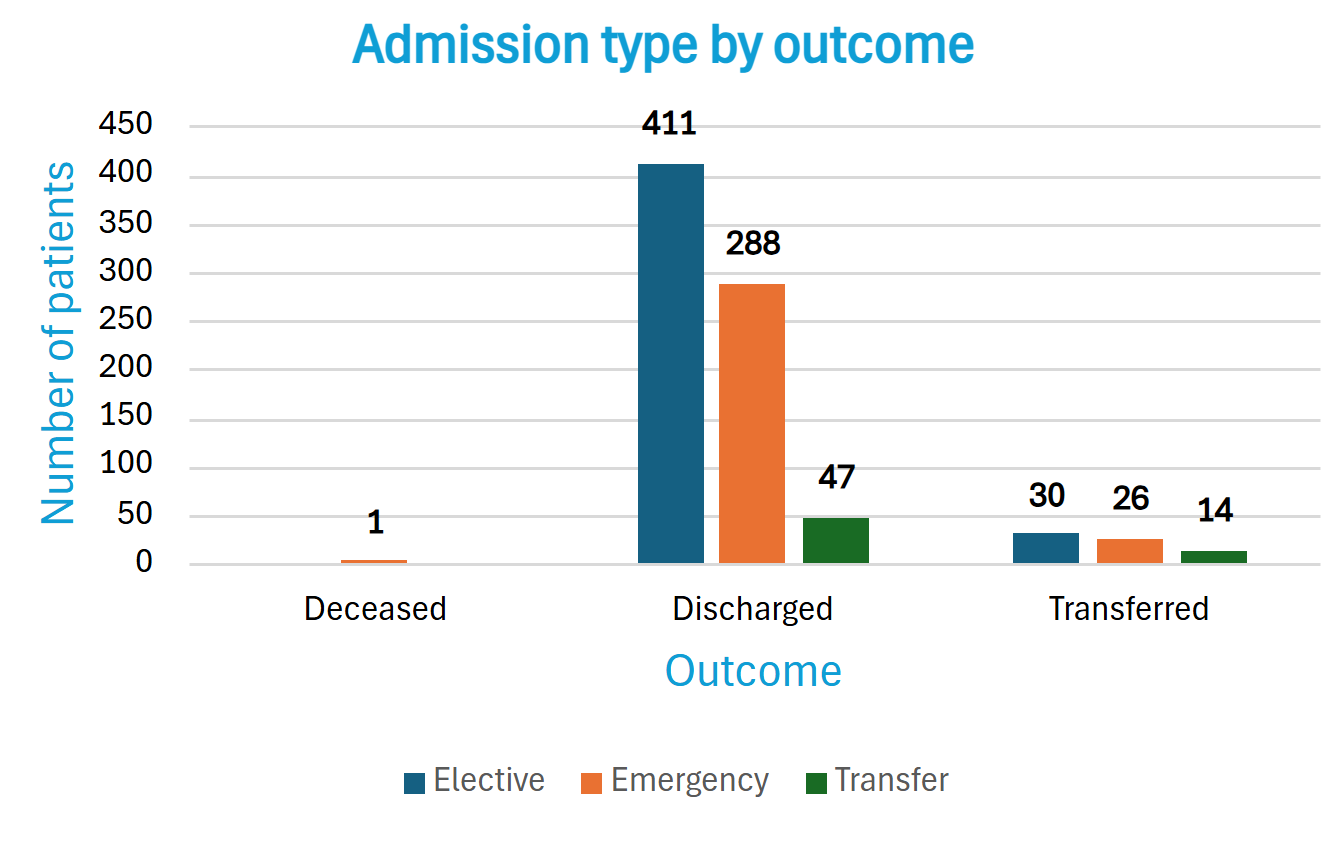 Admission type by outcome
Number of patients
450
400
350
300
250
200
150
100
50
0
1
411
288
47
30
26
14
Deceased
Discharged
Transferred
Outcome
Elective
Emergency
Transfer